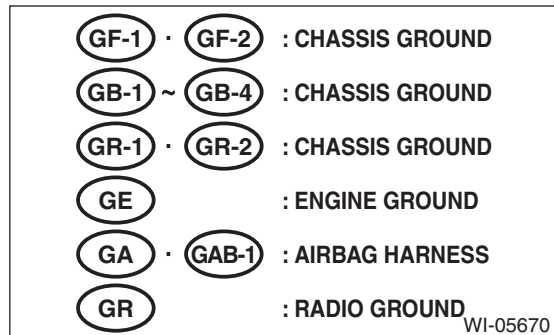 GF-1 · GF-2 : CHASSIS GROUND
GB-1 ~ GB-4 : CHASSIS GROUND
GR-1 · GR-2 : CHASSIS GROUND
GE : ENGINE GROUND
GA · GAB-1 : AIRBAG HARNESS
GR : RADIO GROUND
WI-05670